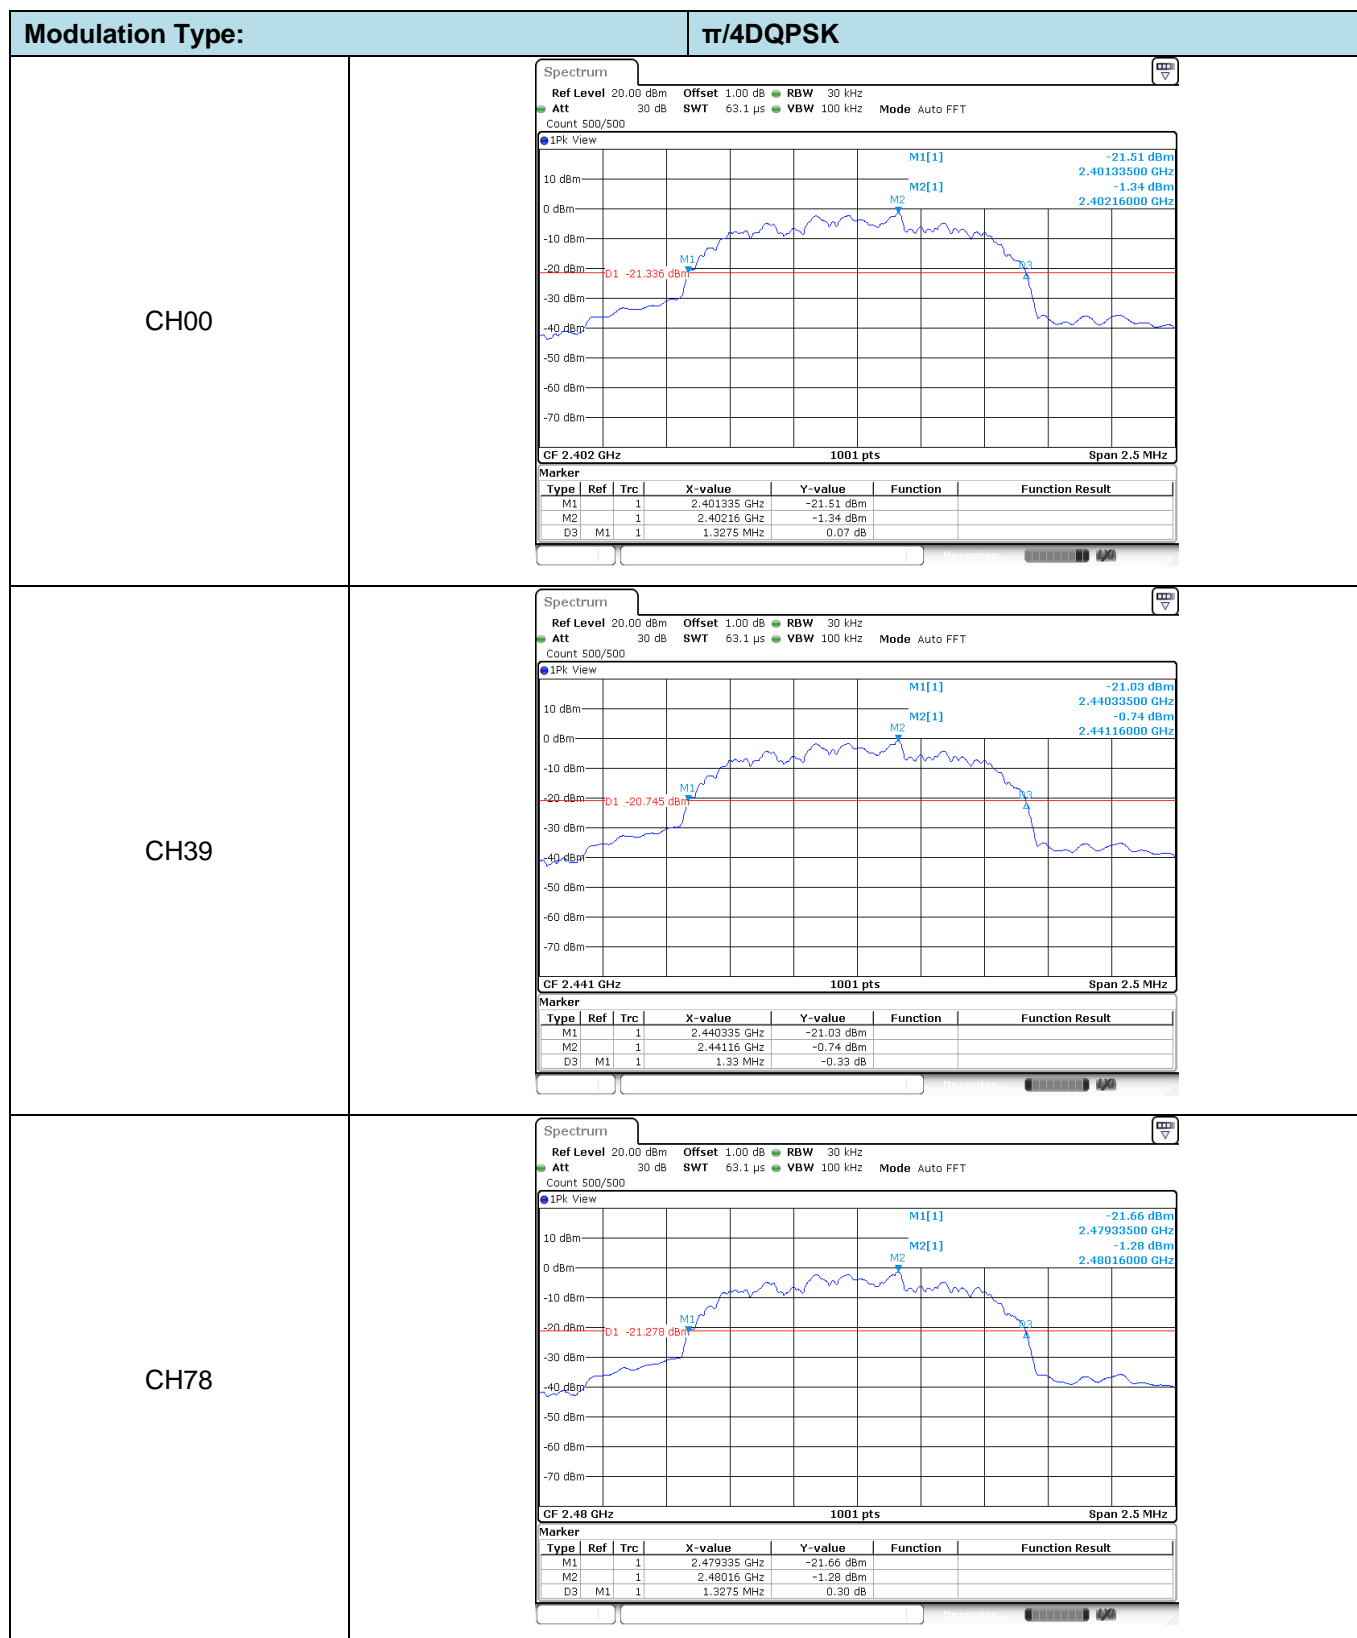 Modulation Type: π/4DQPSK
CH00
Spectrum
Ref Level 20.00 dBm Offset 1.00 dB RBW 30 kHz
Att 30 dB SWT 63.1 µs VBW 100 kHz Mode Auto FFT
Count 500/500
1Pk View
M1[1] -21.51 dBm
2.40133500 GHz
10 dBm
M2[1] -1.34 dBm
M2
2.40216000 GHz
0 dBm
-10 dBm
M1
D3
-20 dBm
D1 -21.336 dBm
-30 dBm
-40 dBm
-50 dBm
-60 dBm
-70 dBm
CF 2.402 GHz 1001 pts Span 2.5 MHz
Marker
Type Ref Trc X-value Y-value Function Function Result
M1 1 2.401335 GHz -21.51 dBm
M2 1 2.40216 GHz -1.34 dBm
D3 M1 1 1.3275 MHz 0.07 dB
Measuring...
CH39
Spectrum
Ref Level 20.00 dBm Offset 1.00 dB RBW 30 kHz
Att 30 dB SWT 63.1 µs VBW 100 kHz Mode Auto FFT
Count 500/500
1Pk View
M1[1] -21.03 dBm
2.44033500 GHz
10 dBm
M2[1] -0.74 dBm
M2
2.44116000 GHz
0 dBm
-10 dBm
M1
D3
-20 dBm
D1 -20.745 dBm
-30 dBm
-40 dBm
-50 dBm
-60 dBm
-70 dBm
CF 2.441 GHz 1001 pts Span 2.5 MHz
Marker
Type Ref Trc X-value Y-value Function Function Result
M1 1 2.440335 GHz -21.03 dBm
M2 1 2.44116 GHz -0.74 dBm
D3 M1 1 1.33 MHz -0.33 dB
Measuring...
CH78
Spectrum
Ref Level 20.00 dBm Offset 1.00 dB RBW 30 kHz
Att 30 dB SWT 63.1 µs VBW 100 kHz Mode Auto FFT
Count 500/500
1Pk View
M1[1] -21.66 dBm
2.47933500 GHz
10 dBm
M2[1] -1.28 dBm
M2
2.48016000 GHz
0 dBm
-10 dBm
M1
D3
-20 dBm
D1 -21.278 dBm
-30 dBm
-40 dBm
-50 dBm
-60 dBm
-70 dBm
CF 2.48 GHz 1001 pts Span 2.5 MHz
Marker
Type Ref Trc X-value Y-value Function Function Result
M1 1 2.479335 GHz -21.66 dBm
M2 1 2.48016 GHz -1.28 dBm
D3 M1 1 1.3275 MHz 0.30 dB
Measuring...